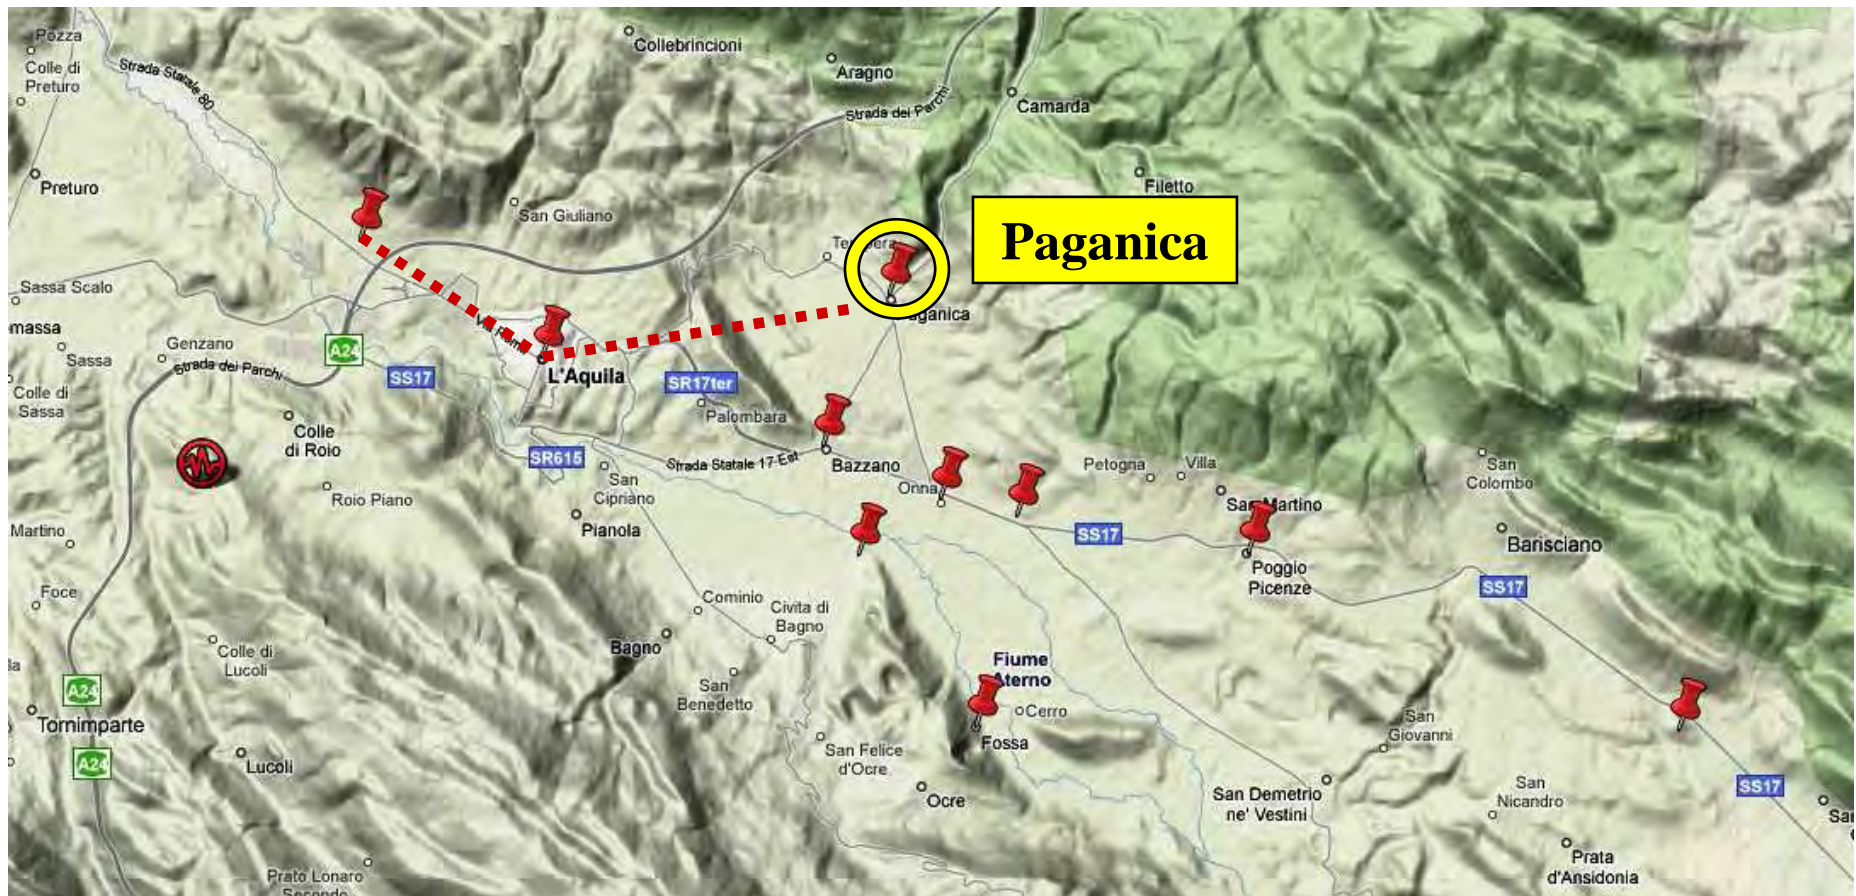 Pozza
Colle di
Preturo
Strada Statale 80
Collebrincioni
Aragno
Strada dei Parchi
Camarda
Preturo
San Giuliano
Filetto
Paganica
Sassa Scalo
Genzano
Sassa
Strada dei Parchi
A24
SS17
L'Aquila
SR17ter
Palombara
Colle di
Sassa
Colle
di Roio
Roio Piano
SR615
San
Cipriano
Pianola
Strada Statale 17 Est
Bazzano
Onna
Petogna
Villa
San Martino
San
Colombo
Barisciano
SS17
Poggio
Picenze
SS17
Martino
Foce
Colle di
Lucoli
Cominio
Civita di
Bagno
Bagno
San
Benedetto
Fiume
Aterno
Cerro
Fossa
A24
Tornimparte
A24
Lucoli
San Felice
d'Ocre
Ocre
San
Giovanni
San Demetrio
ne' Vestini
San
Nicandro
SS17
Prata
d'Ansidonia
Prato Lonaro